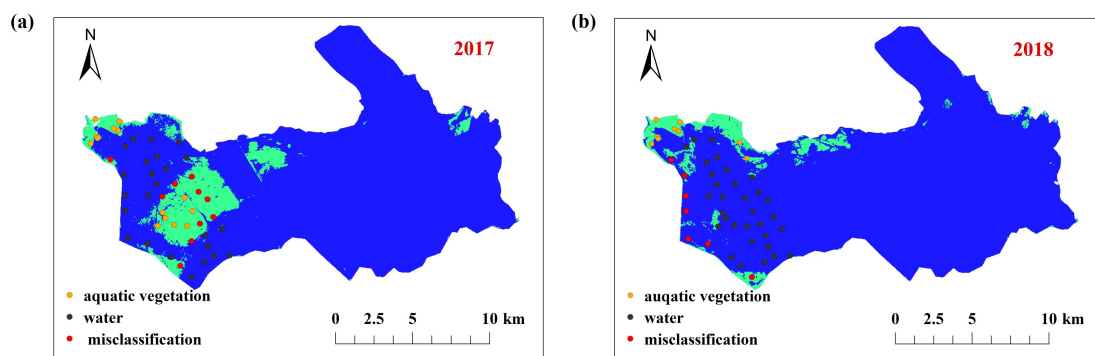 (a)
N
2017
aquatic vegetation
water
misclassification
0 2.5 5 10 km
(b)
N
2018
auqatic vegetation
water
misclassification
0 2.5 5 10 km